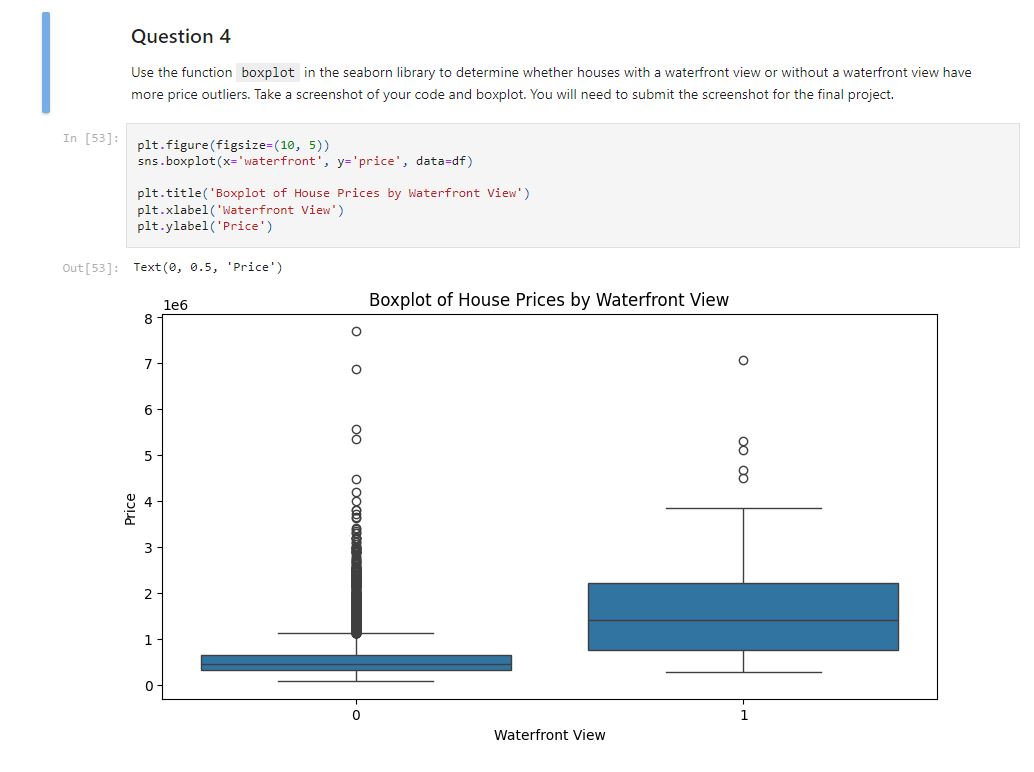 Question 4
Use the function boxplot in the seaborn library to determine whether houses with a waterfront view or without a waterfront view have
more price outliers. Take a screenshot of your code and boxplot. You will need to submit the screenshot for the final project.
In [53]:
plt.figure(figsize=(10, 5))
sns.boxplot(x='waterfront', y='price', data=df)
plt.title('Boxplot of House Prices by Waterfront View')
plt.xlabel('Waterfront View')
plt.ylabel('Price')
Out[53]: Text(0, 0.5, 'Price')
Boxplot of House Prices by Waterfront View
1e6
8
7
6
5
4
3
2
1
0
Price
0 1
Waterfront View